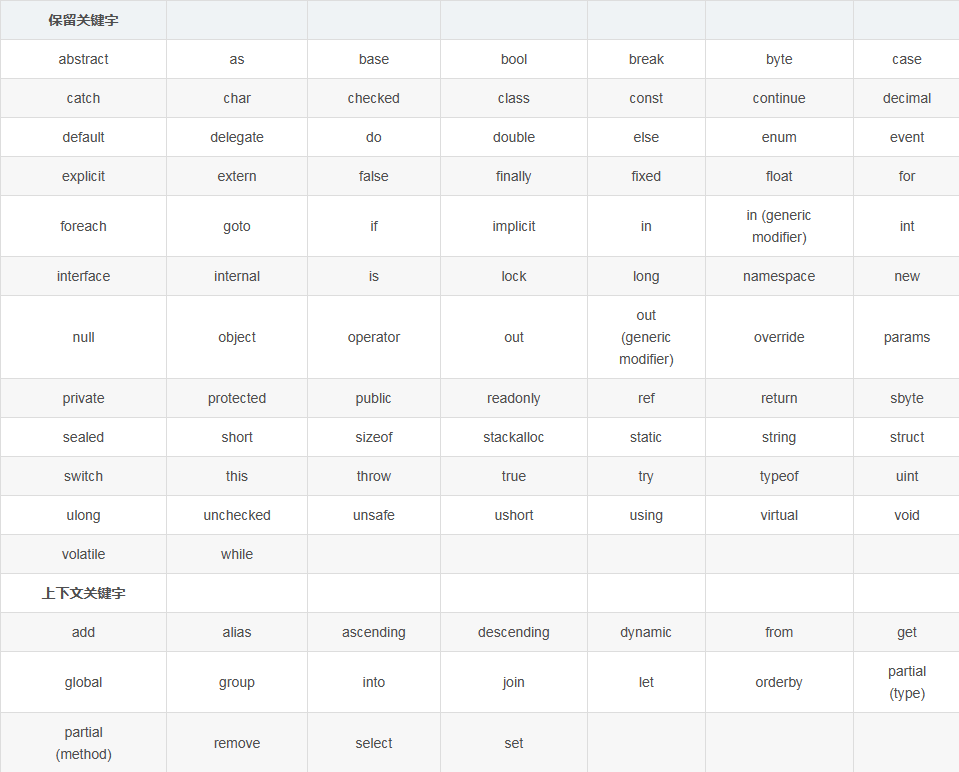 保留关键字
abstract as base bool break byte case
catch char checked class const continue decimal
default delegate do double else enum event
explicit extern false finally fixed float for
foreach goto if implicit in in (generic
modifier) int
interface internal is lock long namespace new
null object operator out out
(generic
modifier) override params
private protected public readonly ref return sbyte
sealed short sizeof stackalloc static string struct
switch this throw true try typeof uint
ulong unchecked unsafe ushort using virtual void
volatile while
上下文关键字
add alias ascending descending dynamic from get
global group into join let orderby partial
(type)
partial
(method) remove select set